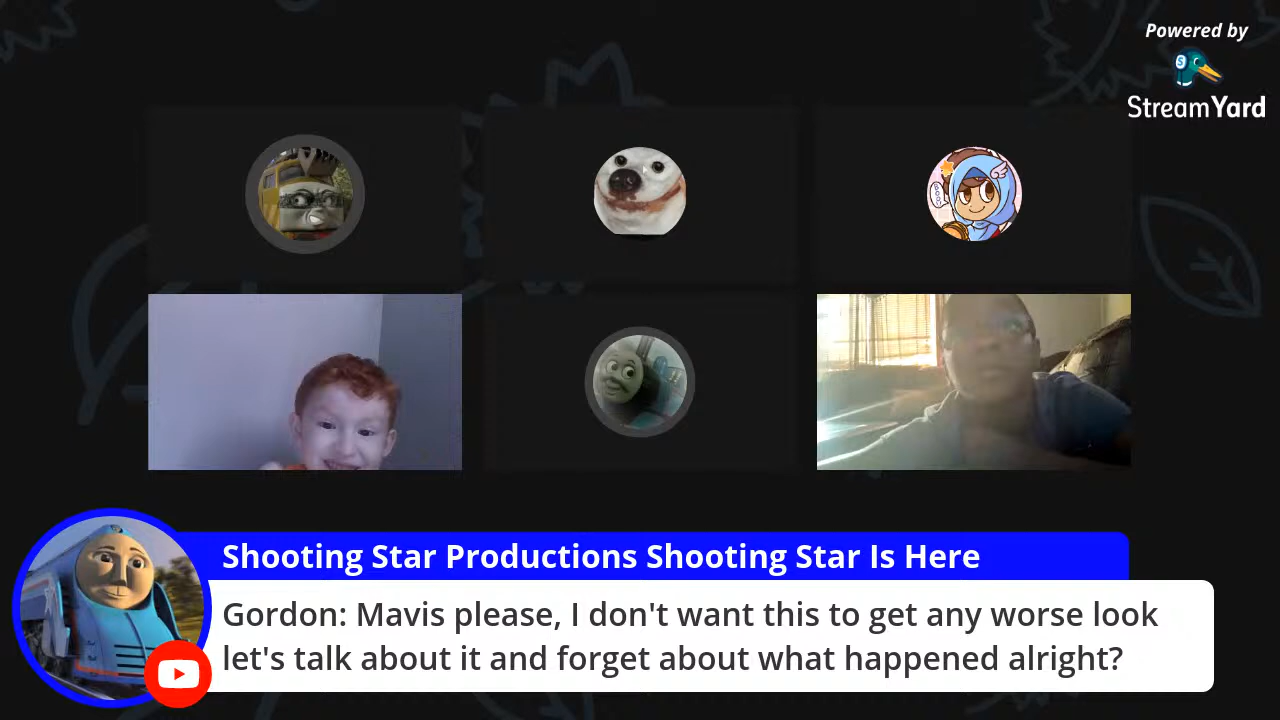 Powered by
StreamYard
Shooting Star Productions Shooting Star Is Here
Gordon: Mavis please, I don't want this to get any worse look
let's talk about it and forget about what happened alright?